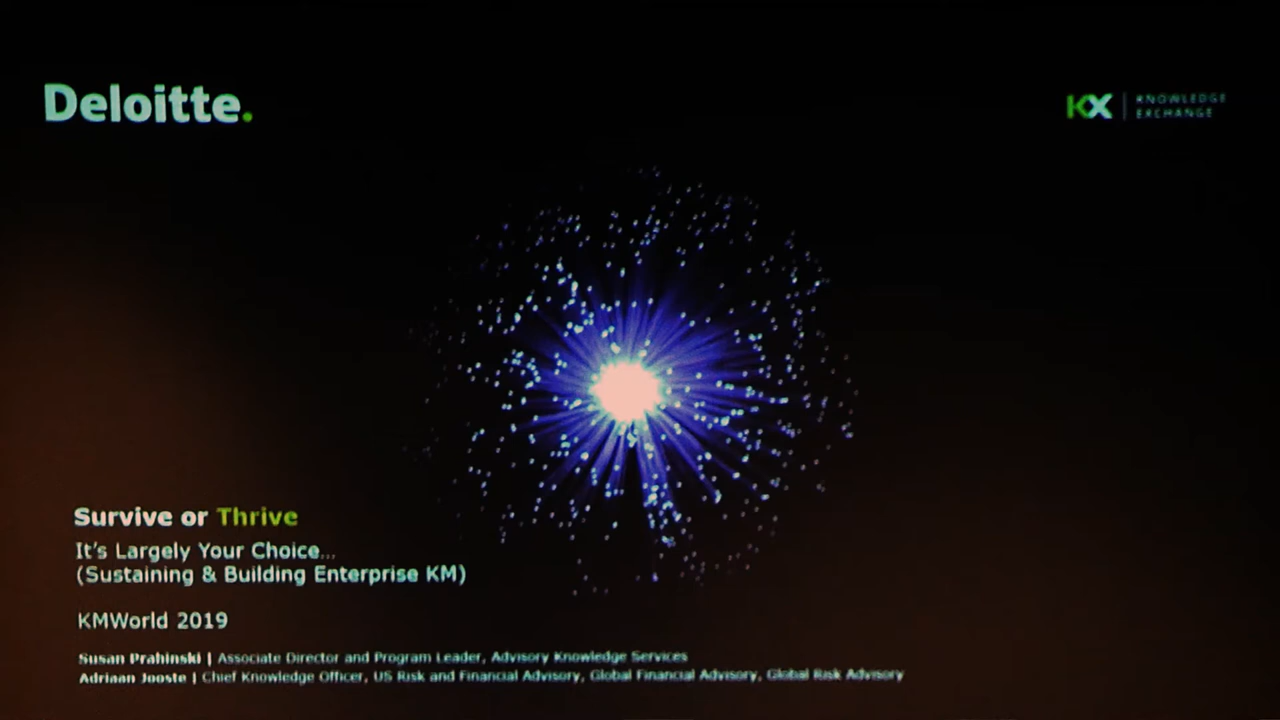 Deloitte.
KX | KNOWLEDGE
EXCHANGE
Survive or Thrive
It's Largely Your Choice...
(Sustaining & Building Enterprise KM)
KMWorld 2019
Susan Prahinski | Associate Director and Program Leader, Advisory Knowledge Services
Adriaan Jooste | Chief Knowledge Officer, US Risk and Financial Advisory, Global Financial Advisory, Global Risk Advisory